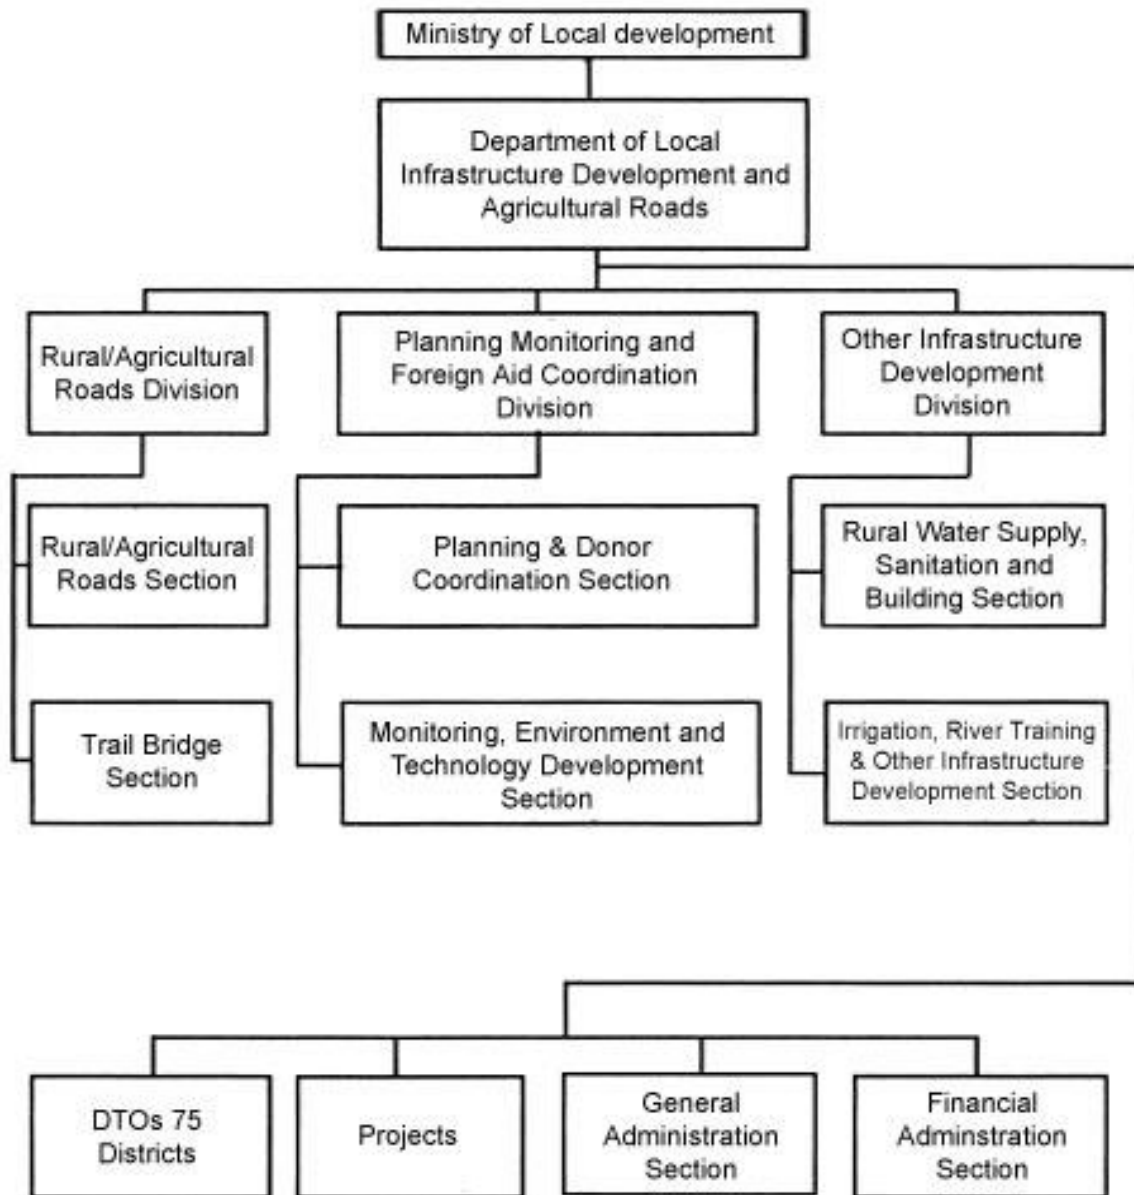 Ministry of Local development
Department of Local
Infrastructure Development and
Agricultural Roads
Rural/Agricultural
Roads Division
Planning Monitoring and
Foreign Aid Coordination
Division
Other Infrastructure
Development
Division
Rural/Agricultural
Roads Section
Planning & Donor
Coordination Section
Rural Water Supply,
Sanitation and
Building Section
Trail Bridge
Section
Monitoring, Environment and
Technology Development
Section
Irrigation, River Training
& Other Infrastructure
Development Section
DTOs 75
Districts
Projects
General
Administration
Section
Financial
Adminstration
Section